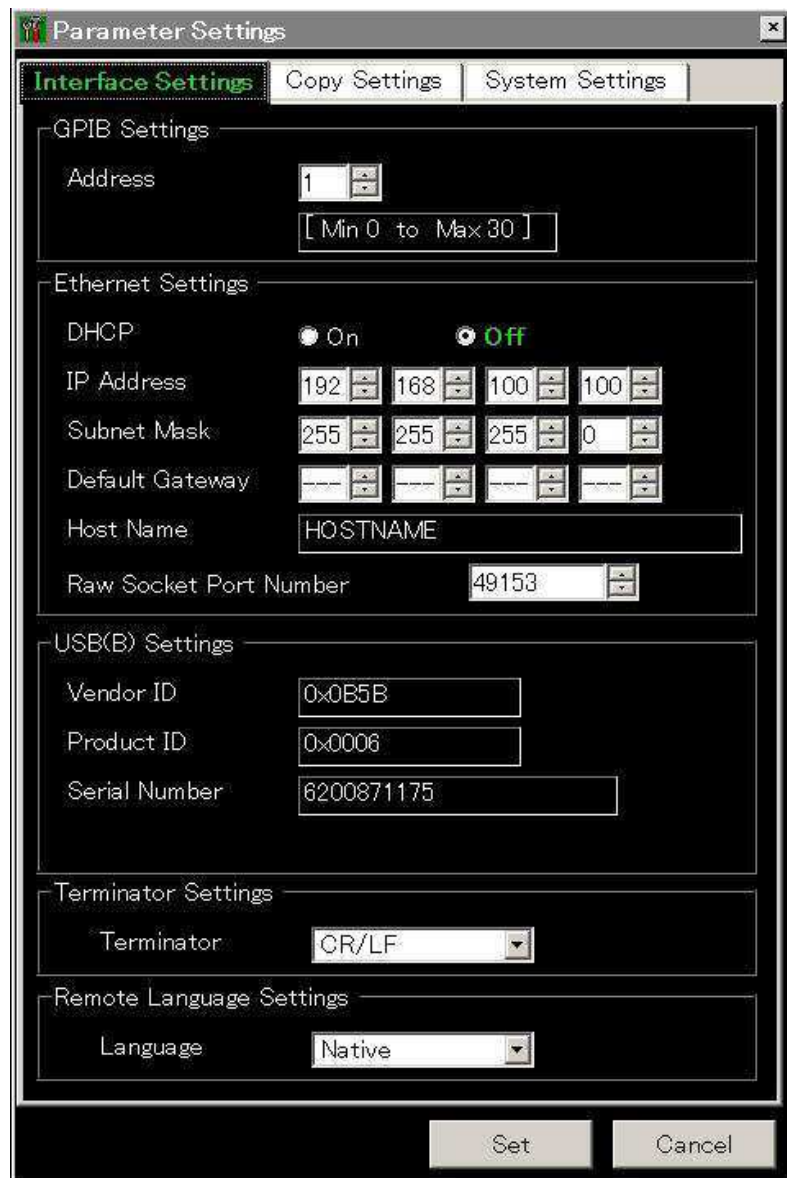 Parameter Settings
Interface Settings Copy Settings System Settings
GPIB Settings
Address 1
[ Min 0 to Max 30 ]
Ethernet Settings
DHCP On Off
IP Address 192 168 100 100
Subnet Mask 255 255 255 0
Default Gateway --- --- --- ---
Host Name HOSTNAME
Raw Socket Port Number 49153
USB(B) Settings
Vendor ID 0x0B5B
Product ID 0x0006
Serial Number 6200871175
Terminator Settings
Terminator CR/LF
Remote Language Settings
Language Native
Set Cancel